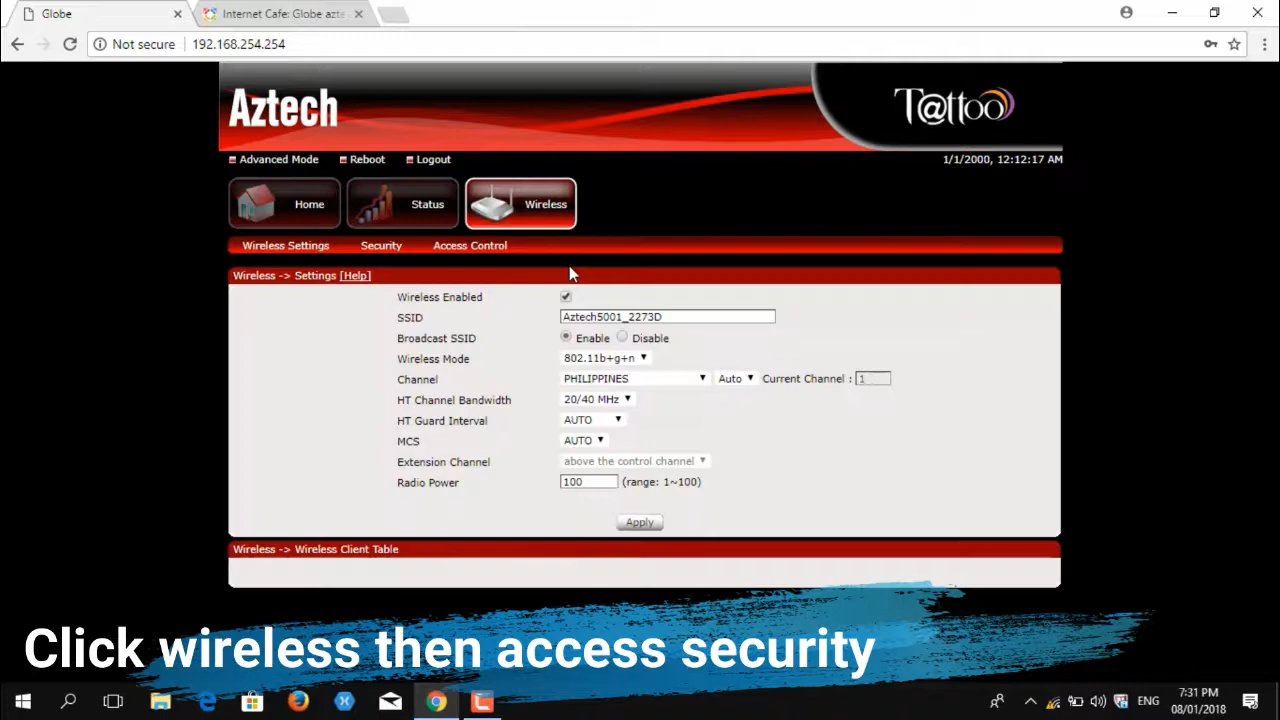 Globe
Internet Cafe: Globe azte
Not secure
192.168.254.254
Aztech
T@ttoo
Advanced Mode
Reboot
Logout
1/1/2000, 12:12:17 AM
Home
Status
Wireless
Wireless Settings
Security
Access Control
Wireless -> Settings [Help]
Wireless Enabled
SSID
Aztech5001_2273D
Broadcast SSID
Enable
Disable
Wireless Mode
802.11b+g+n
Channel
PHILIPPINES
Auto
Current Channel : 1
HT Channel Bandwidth
20/40 MHz
HT Guard Interval
AUTO
MCS
AUTO
Extension Channel
above the control channel
Radio Power
100
(range: 1~100)
Apply
Wireless -> Wireless Client Table
Click wireless then access security
ENG
7:31 PM
08/01/2018